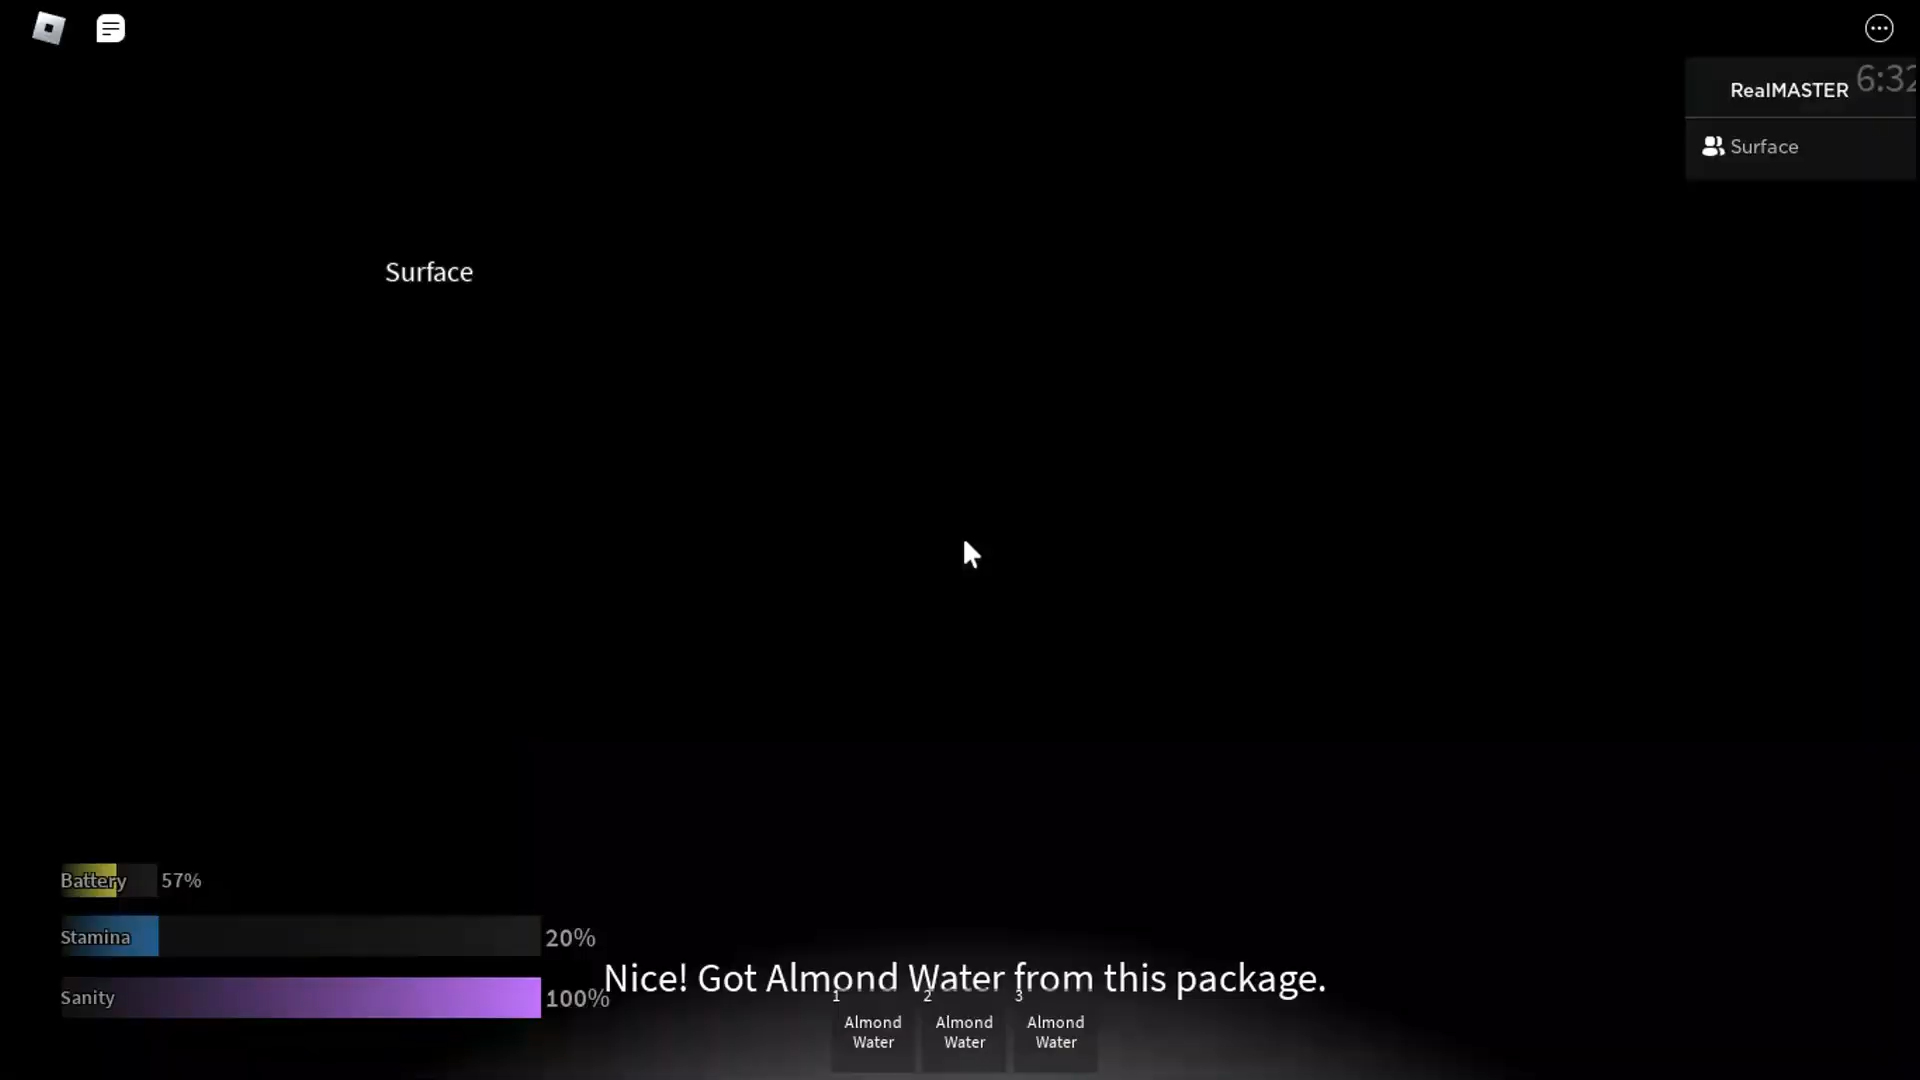 6:32
RealMASTER
Surface
Surface
Battery 57%
Stamina 20%
Sanity 100%
Nice! Got Almond Water from this package.
1 2 3
Almond Water
Almond Water
Almond Water